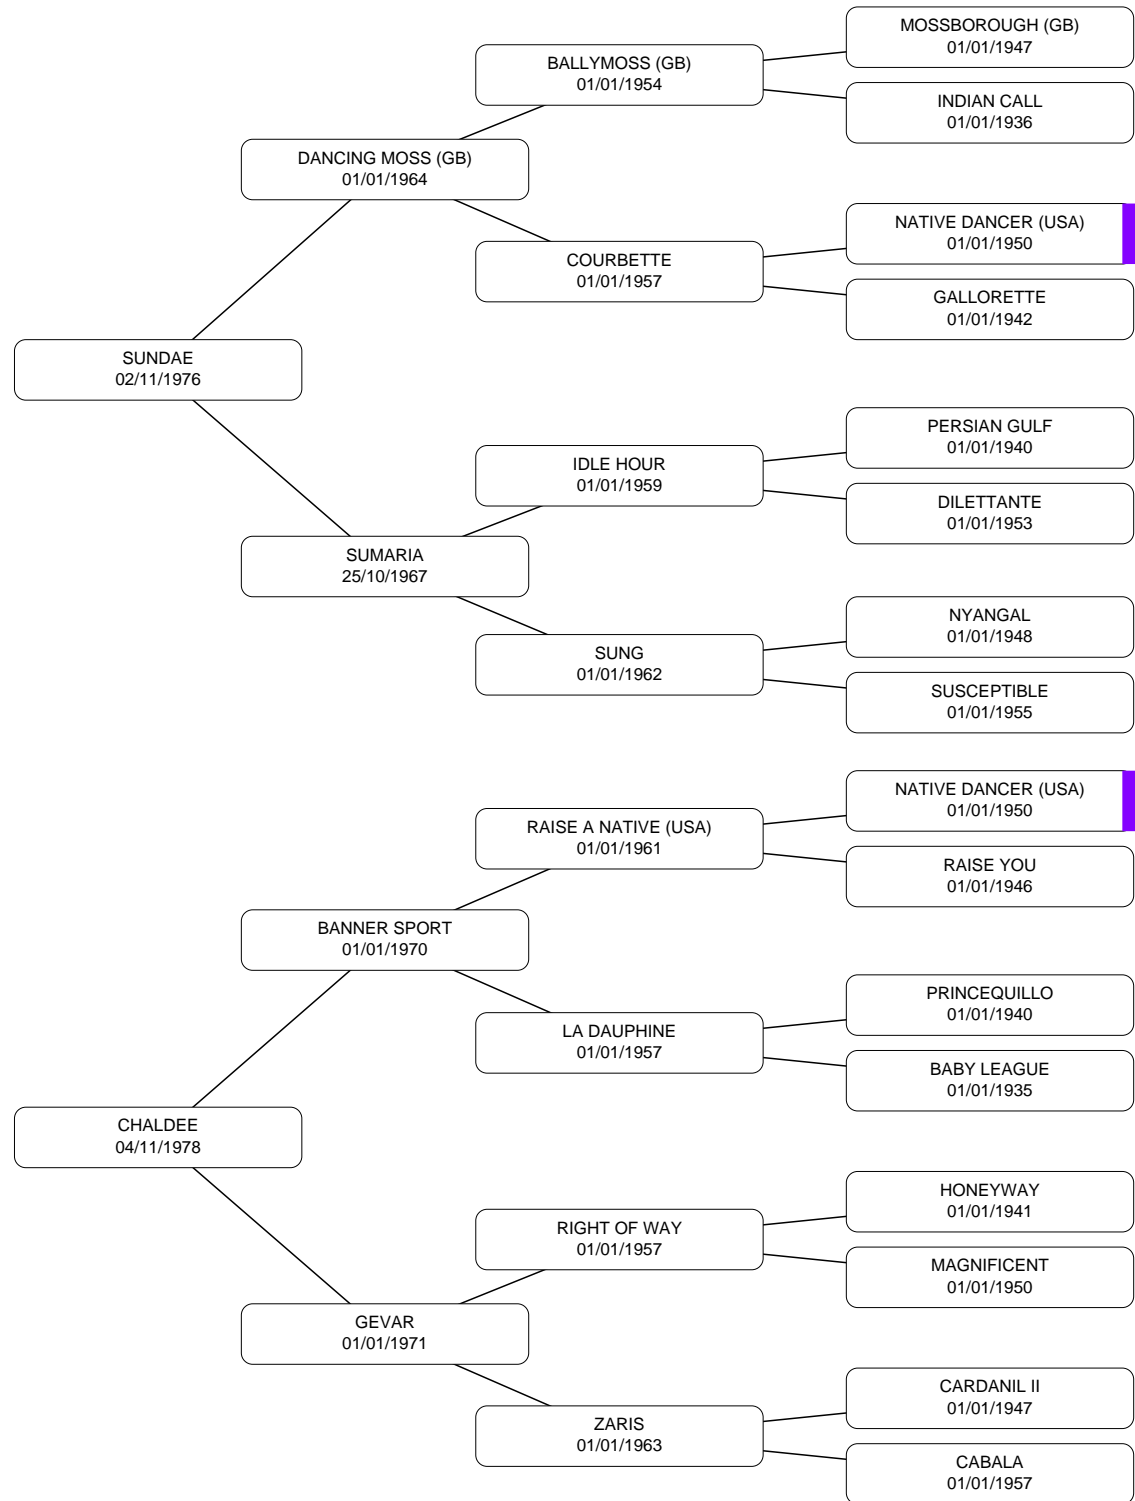 MOSSBOROUGH (GB)
01/01/1947
BALLYMOSS (GB)
01/01/1954
INDIAN CALL
01/01/1936
DANCING MOSS (GB)
01/01/1964
NATIVE DANCER (USA)
01/01/1950
COURBETTE
01/01/1957
GALLORETTE
01/01/1942
SUNDAE
02/11/1976
PERSIAN GULF
01/01/1940
IDLE HOUR
01/01/1959
DILETTANTE
01/01/1953
SUMARIA
25/10/1967
NYANGAL
01/01/1948
SUNG
01/01/1962
SUSCEPTIBLE
01/01/1955
NATIVE DANCER (USA)
01/01/1950
RAISE A NATIVE (USA)
01/01/1961
RAISE YOU
01/01/1946
BANNER SPORT
01/01/1970
PRINCEQUILLO
01/01/1940
LA DAUPHINE
01/01/1957
BABY LEAGUE
01/01/1935
CHALDEE
04/11/1978
HONEYWAY
01/01/1941
RIGHT OF WAY
01/01/1957
MAGNIFICENT
01/01/1950
GEVAR
01/01/1971
CARDANIL II
01/01/1947
ZARIS
01/01/1963
CABALA
01/01/1957